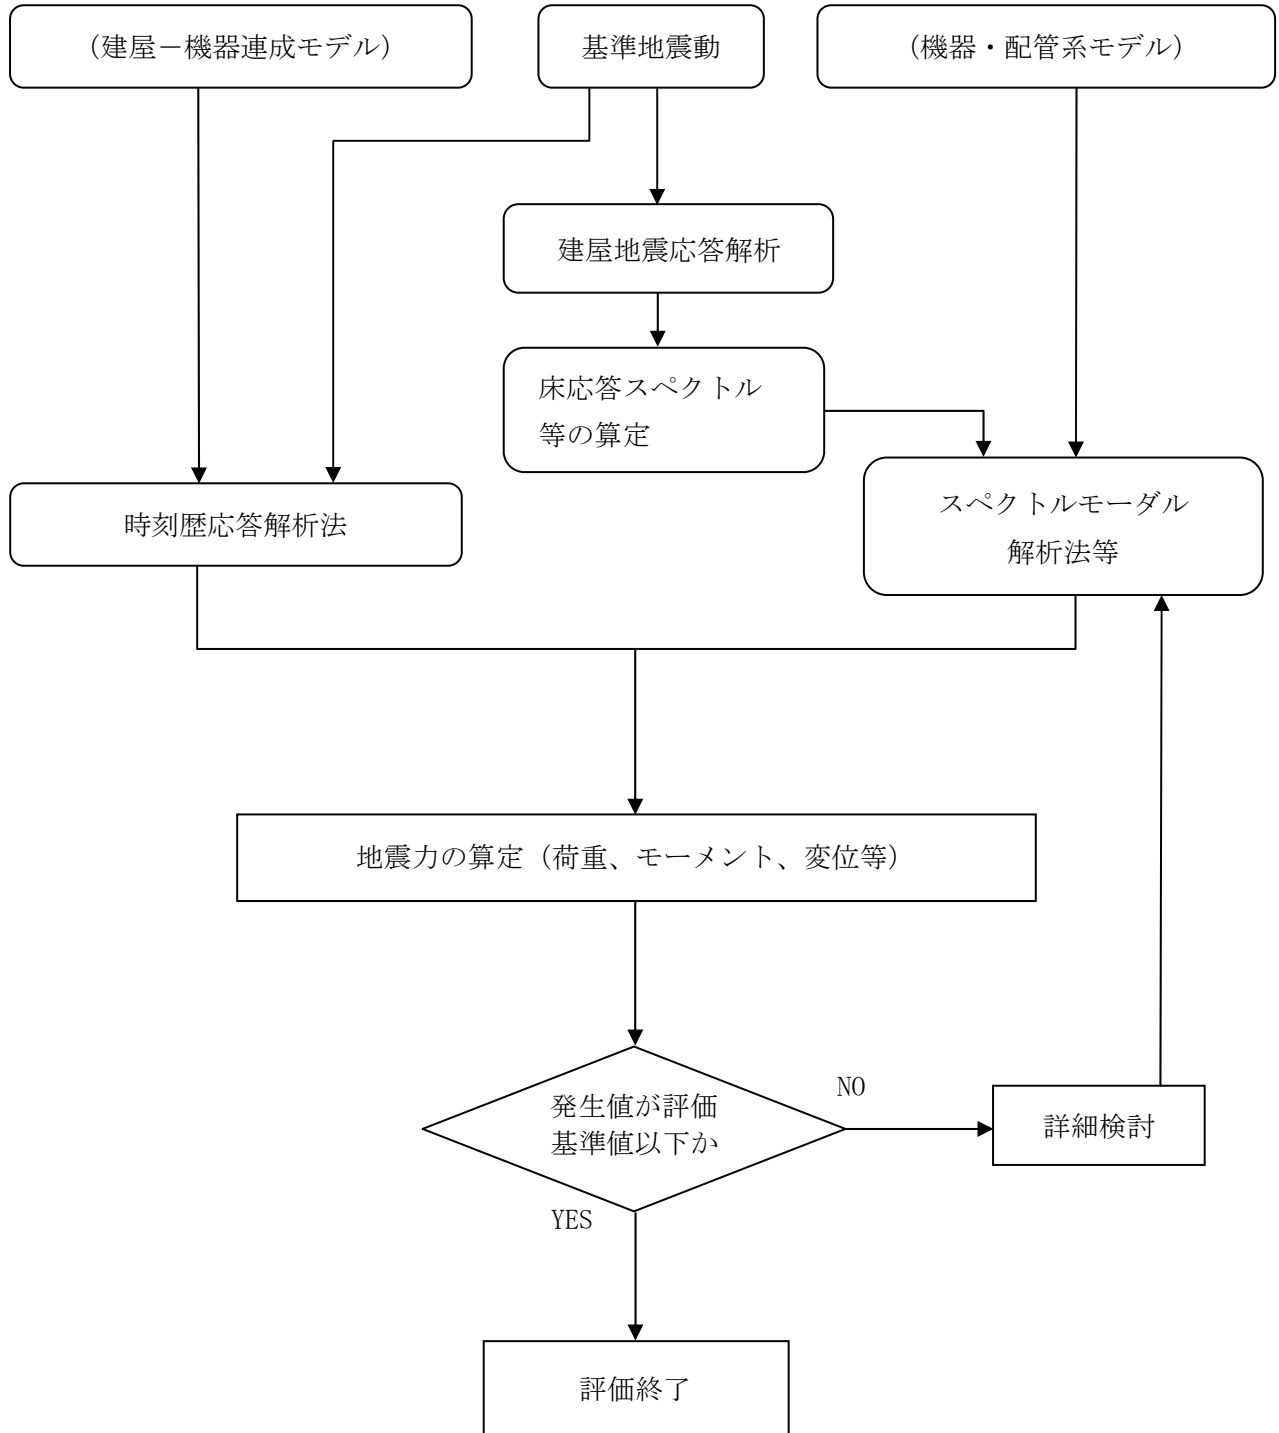 （建屋－機器連成モデル）
基準地震動
（機器・配管系モデル）
建屋地震応答解析
床応答スペクトル
等の算定
時刻歴応答解析法
スペクトルモーダル
解析法等
地震力の算定（荷重、モーメント、変位等）
発生値が評価
基準値以下か
NO
詳細検討
YES
評価終了